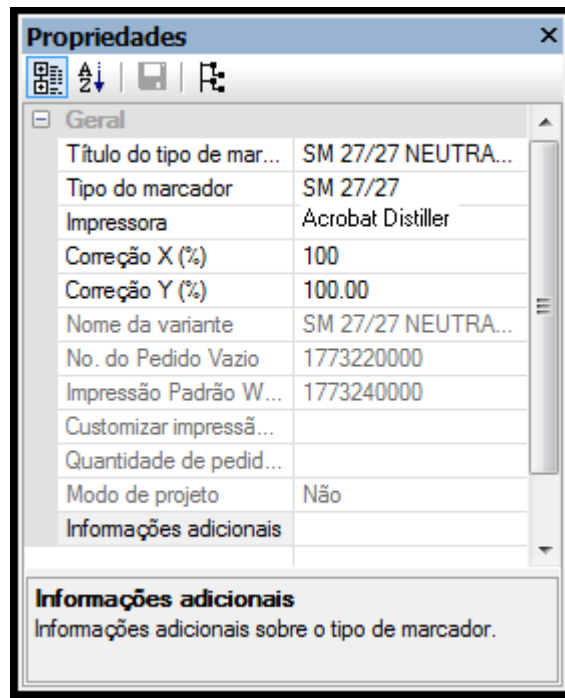 Propriedades
Geral
Título do tipo de mar... SM 27/27 NEUTRA...
Tipo do marcador SM 27/27
Impressora Acrobat Distiller
Correção X (%) 100
Correção Y (%) 100.00
Nome da variante SM 27/27 NEUTRA...
No. do Pedido Vazio 1773220000
Impressão Padrão W... 1773240000
Customizar impressã...
Quantidade de pedid...
Modo de projeto Não
Informações adicionais
Informações adicionais
Informações adicionais sobre o tipo de marcador.